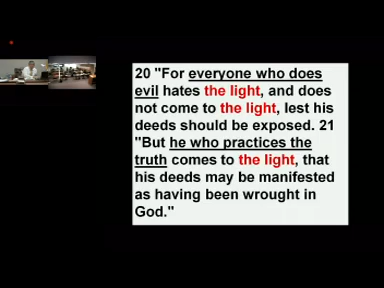 20 "For everyone who does
evil hates the light, and does
not come to the light, lest his
deeds should be exposed. 21
"But he who practices the
truth comes to the light, that
his deeds may be manifested
as having been wrought in
God."